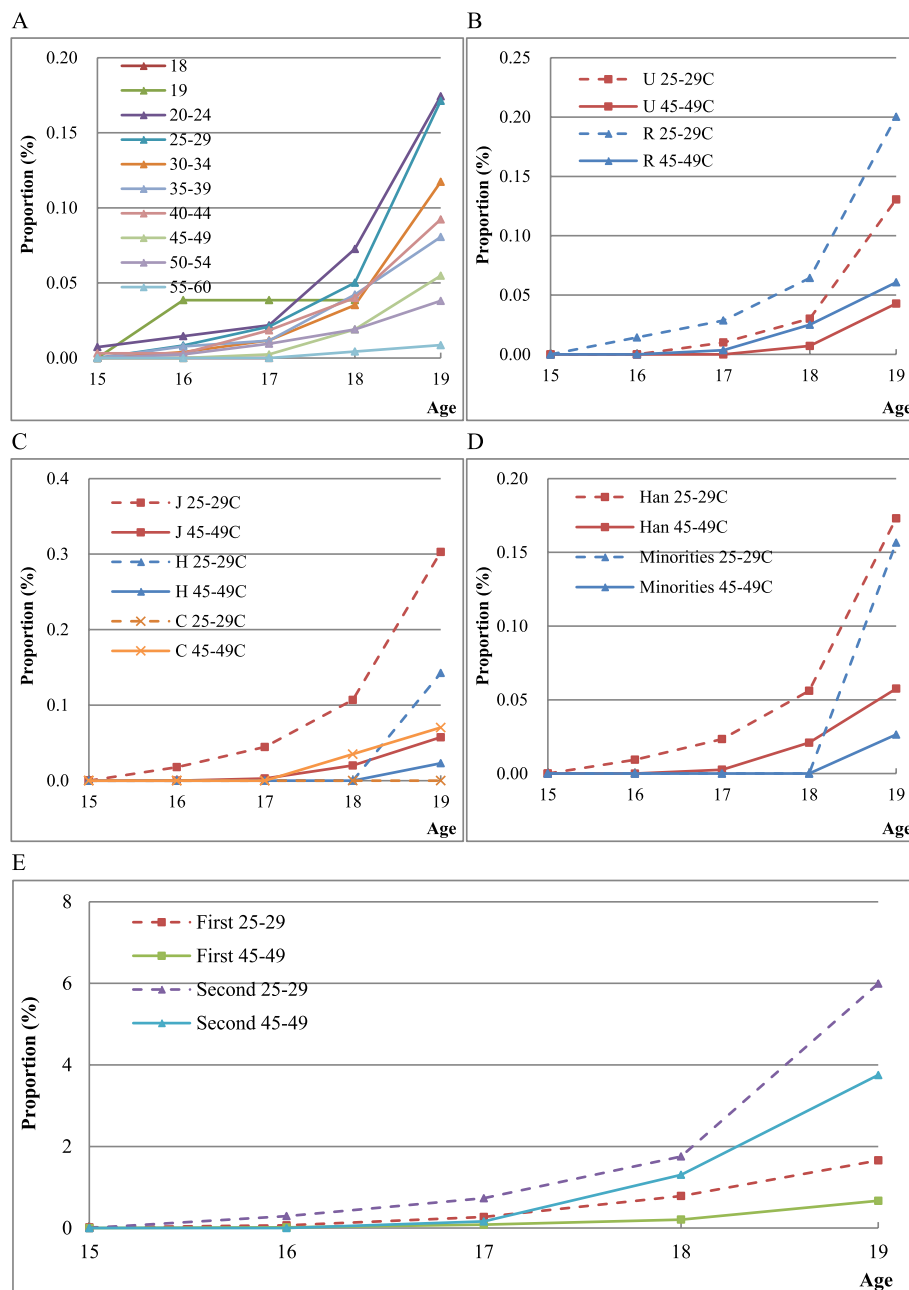 A
Proportion (%)
0.20
0.15
0.10
0.05
0.00
18
19
20-24
25-29
30-34
35-39
40-44
45-49
50-54
55-60
15 16 17 18 19
Age
B
Proportion (%)
0.25
0.20
0.15
0.10
0.05
0.00
U 25-29C
U 45-49C
R 25-29C
R 45-49C
15 16 17 18 19
Age
C
Proportion (%)
0.4
0.3
0.2
0.1
0.0
J 25-29C
J 45-49C
H 25-29C
H 45-49C
C 25-29C
C 45-49C
15 16 17 18 19
Age
D
Proportion (%)
0.20
0.15
0.10
0.05
0.00
Han 25-29C
Han 45-49C
Minorities 25-29C
Minorities 45-49C
15 16 17 18 19
Age
E
Proportion (%)
8
6
4
2
0
First 25-29
First 45-49
Second 25-29
Second 45-49
15 16 17 18 19
Age